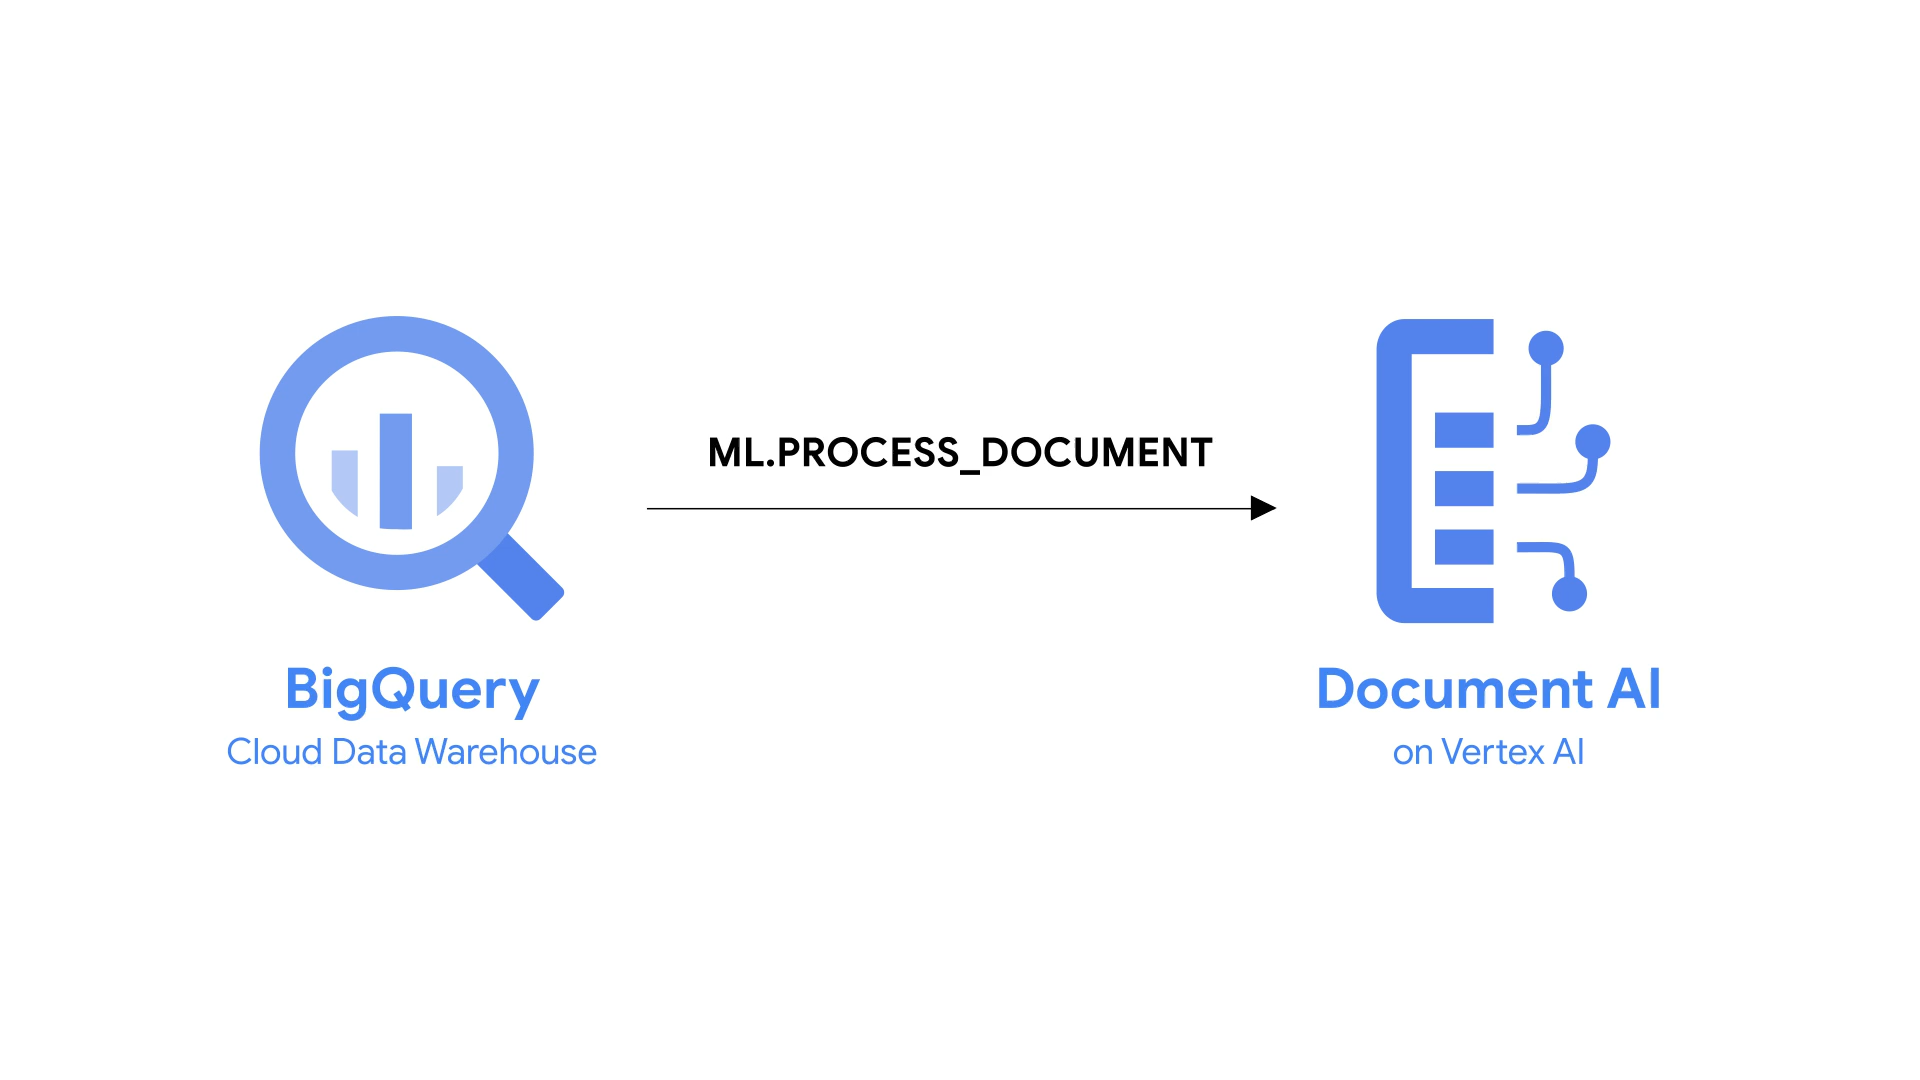 ML.PROCESS_DOCUMENT
BigQuery
Cloud Data Warehouse
Document AI
on Vertex AI